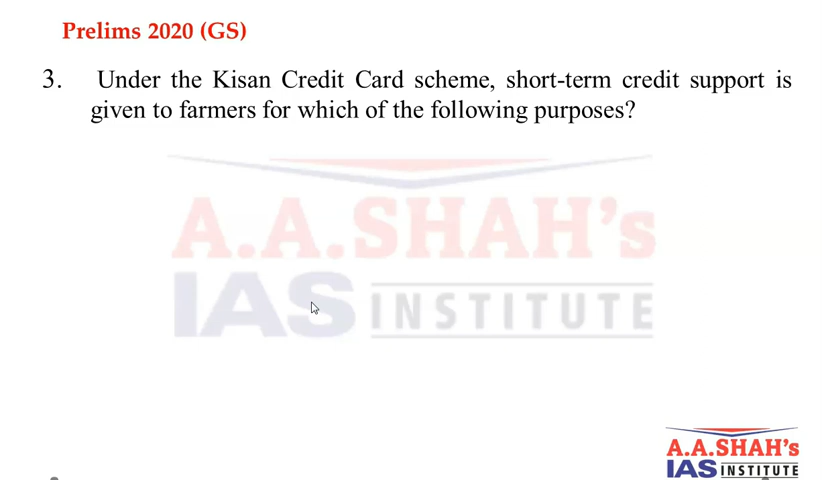 Prelims 2020 (GS)
3. Under the Kisan Credit Card scheme, short-term credit support is
given to farmers for which of the following purposes?
A.A.SHAH's
IAS INSTITUTE
A.A.SHAH's
IAS INSTITUTE